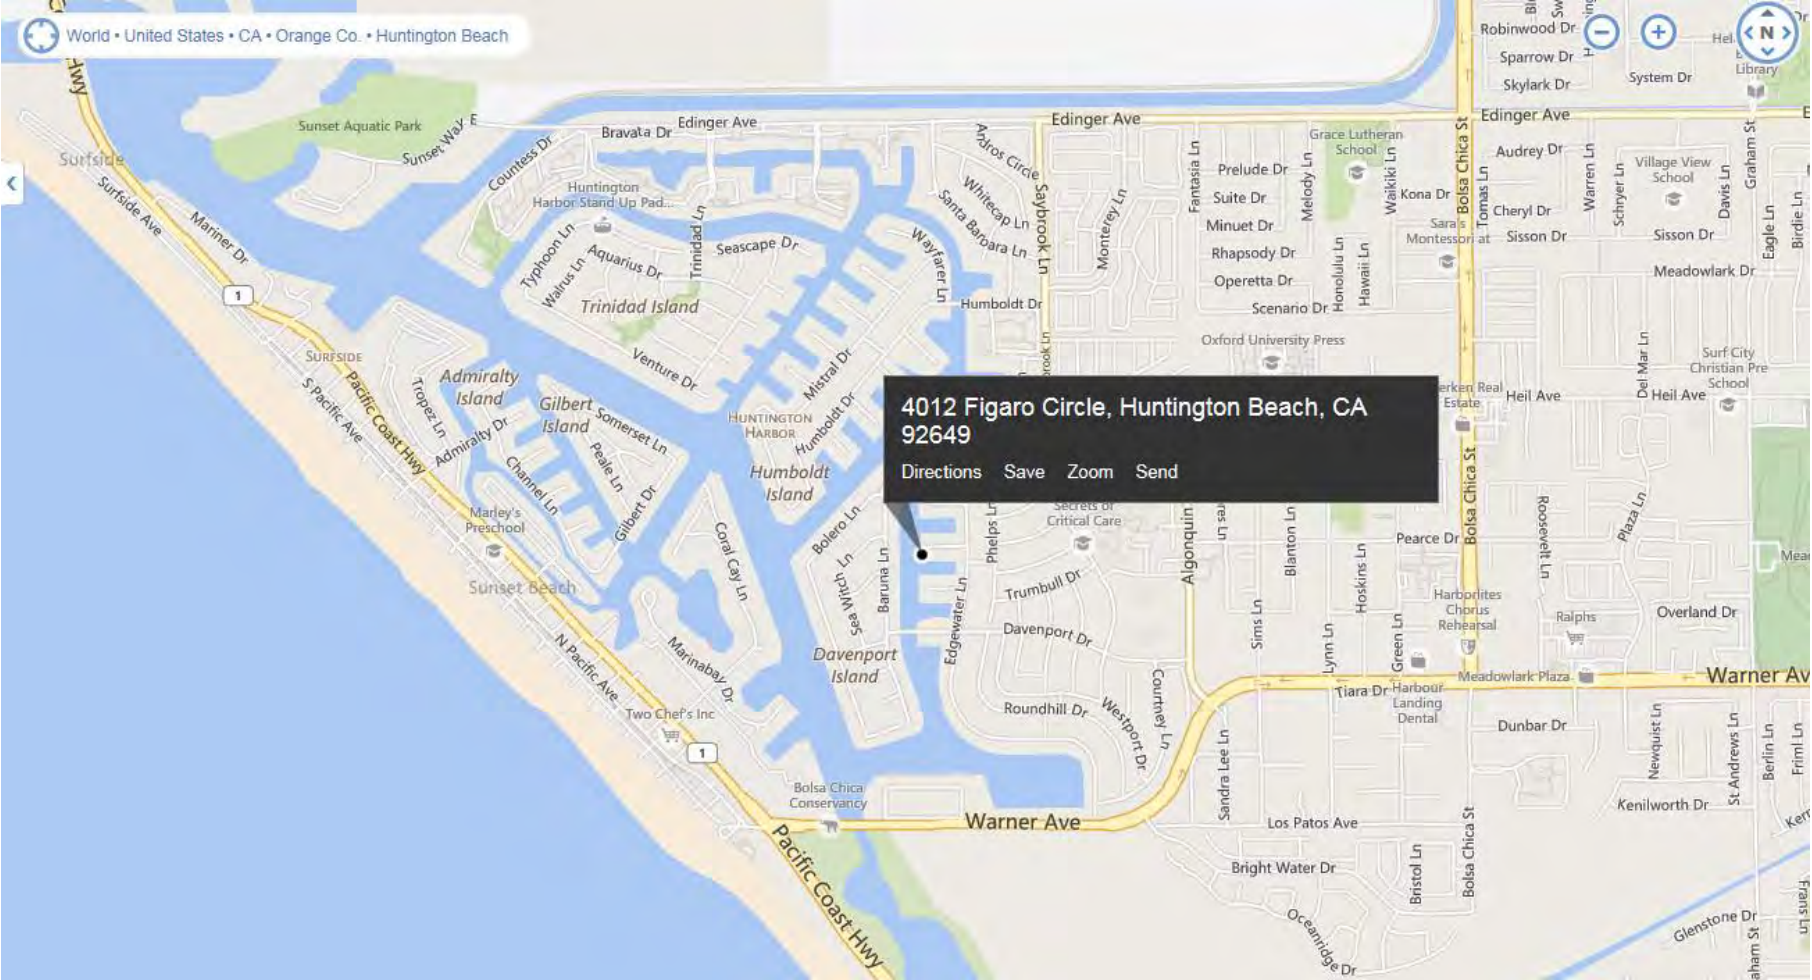 World • United States • CA • Orange Co. • Huntington Beach
Hwy
Surfside
Surfside Ave
Mariner Dr
Sunset Aquatic Park
Sunset Way E
Countess Dr
Bravata Dr
Edinger Ave
Edinger Ave
Edinger Ave
Robinwood Dr
Sparrow Dr
Skylark Dr
System Dr
Library
N
Huntington
Harbor Stand Up Pad...
Typhoon Ln
Walrus Ln
Aquarius Dr
Trinidad Ln
Seascape Dr
Trinidad Island
Venture Dr
Andros Circle
Whitecap Ln
Santa Barbara Ln
Wayfarer Ln
Saybrook Ln
Humboldt Dr
Monterey Ln
Fantasia Ln
Prelude Dr
Suite Dr
Minuet Dr
Rhapsody Dr
Operetta Dr
Scenario Dr
Melody Ln
Grace Lutheran
School
Waikiki Ln
Kona Dr
Honolulu Ln
Hawaii Ln
Sara's
Montessori at
Bolsa Chica St
Tomas Ln
Audrey Dr
Cheryl Dr
Sisson Dr
Warren Ln
Schryer Ln
Village View
School
Davis Ln
Graham St
Sisson Dr
Eagle Ln
Birdie Ln
Meadowlark Dr
Oxford University Press
1
SURFSIDE
S Pacific Ave
Pacific Coast Hwy
Tropez Ln
Admiralty
Island
Admiralty Dr
Channel Ln
Gilbert
Island
Somerset Ln
Peale Ln
Gilbert Dr
HUNTINGTON
HARBOR
Mistral Dr
Humboldt Dr
Humboldt
Island
4012 Figaro Circle, Huntington Beach, CA
92649
Directions Save Zoom Send
Estate
Heil Ave
Del Mar Ln
Heil Ave
Surf City
Christian Pre
School
Marley's
Preschool
Sunset Beach
Coral Cay Ln
Bolero Ln
Sea Witch Ln
Baruna Ln
Phelps Ln
Secrets of
Critical Care
Trumbull Dr
Edgewater Ln
Davenport Dr
Davenport
Island
Algonquin
Blanton Ln
Hoskins Ln
Pearce Dr
Bolsa Chica St
Roosevelt Ln
Plaza Ln
Sims Ln
Lynn Ln
Green Ln
Harborlites
Chorus
Rehearsal
Ralphs
Overland Dr
Meadowlark Plaza
Warner Av
N Pacific Ave
Marinabay Dr
Two Chef's Inc
1
Roundhill Dr
Courtney Ln
Westport Dr
Tiara Dr
Harbour
Landing
Dental
Dunbar Dr
Sandra Lee Ln
Newquist Ln
St Andrews Ln
Berlin Ln
Friml Ln
Bolsa Chica
Conservancy
Warner Ave
Los Patos Ave
Kenilworth Dr
Pacific Coast Hwy
Bright Water Dr
Bristol Ln
Bolsa Chica St
Oceanridge Dr
Glenstone Dr
Frans Ln